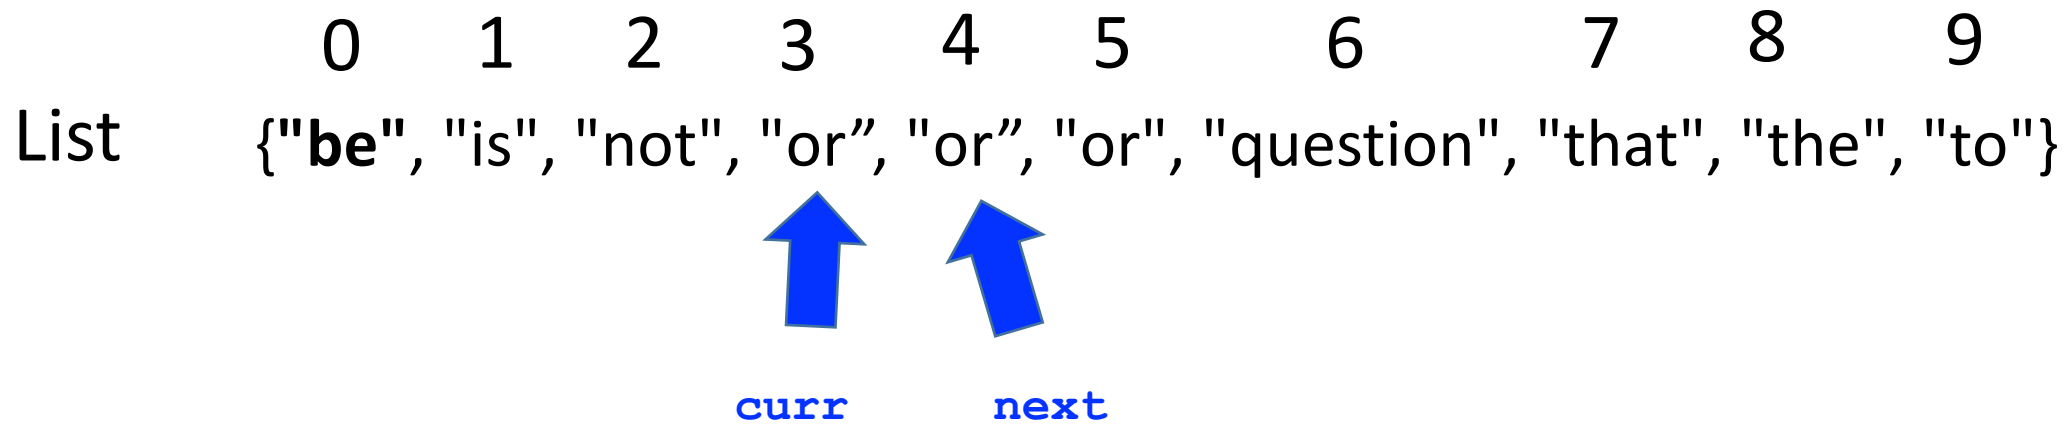 0 1 2 3 4 5 6 7 8 9
List {"be", "is", "not", "or”, "or”, "or", "question", "that", "the", "to"}
curr next